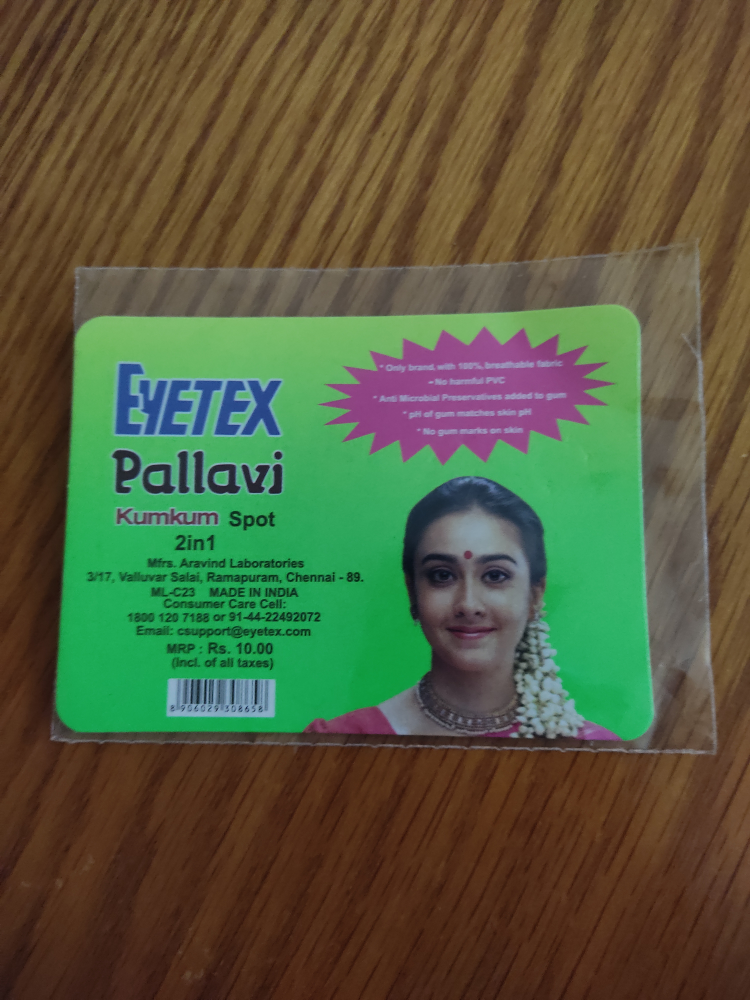 EYETEX
Pallavi
Kumkum Spot
2in1
Mfrs. Aravind Laboratories
3/17, Valluvar Salai, Ramapuram, Chennai - 89.
ML-C23 MADE IN INDIA
Consumer Care Cell:
1800 120 7188 or 91-44-22492072
Email: csupport@eyetex.com
MRP : Rs. 10.00
(Incl. of all taxes)
8 906029 308658
* Only brand, with 100%, breathable fabric
* No harmful PVC
* Anti Microbial Preservatives added to gum
* pH of gum matches skin pH
* No gum marks on skin